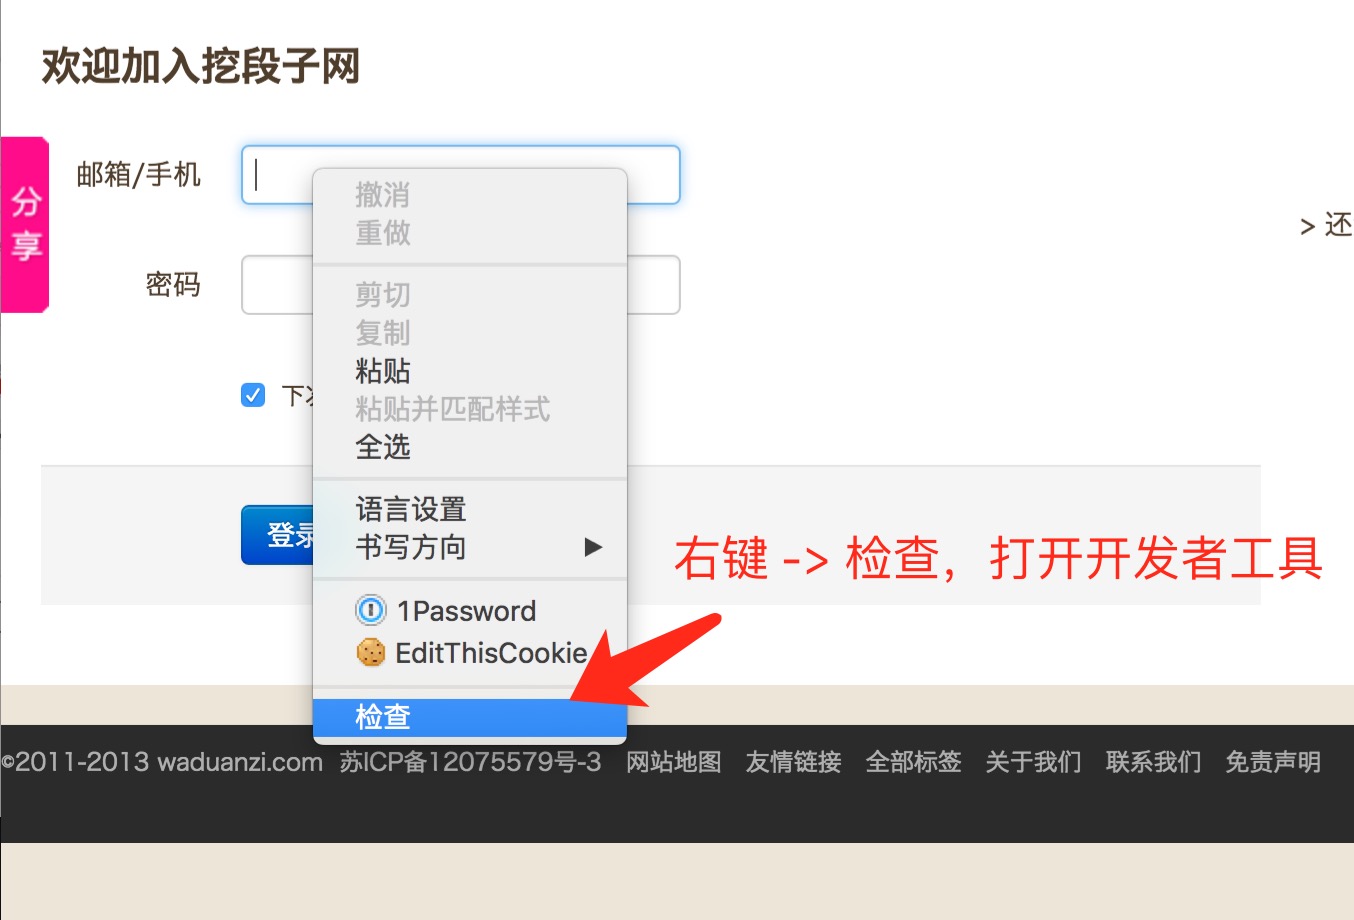 欢迎加入挖段子网
分享
邮箱/手机
> 还
密码
下
登录
撤消
重做
剪切
复制
粘贴
粘贴并匹配样式
全选
语言设置
书写方向
1Password
EditThisCookie
检查
右键 -> 检查，打开开发者工具
©2011-2013 waduanzi.com 苏ICP备12075579号-3 网站地图 友情链接 全部标签 关于我们 联系我们 免责声明